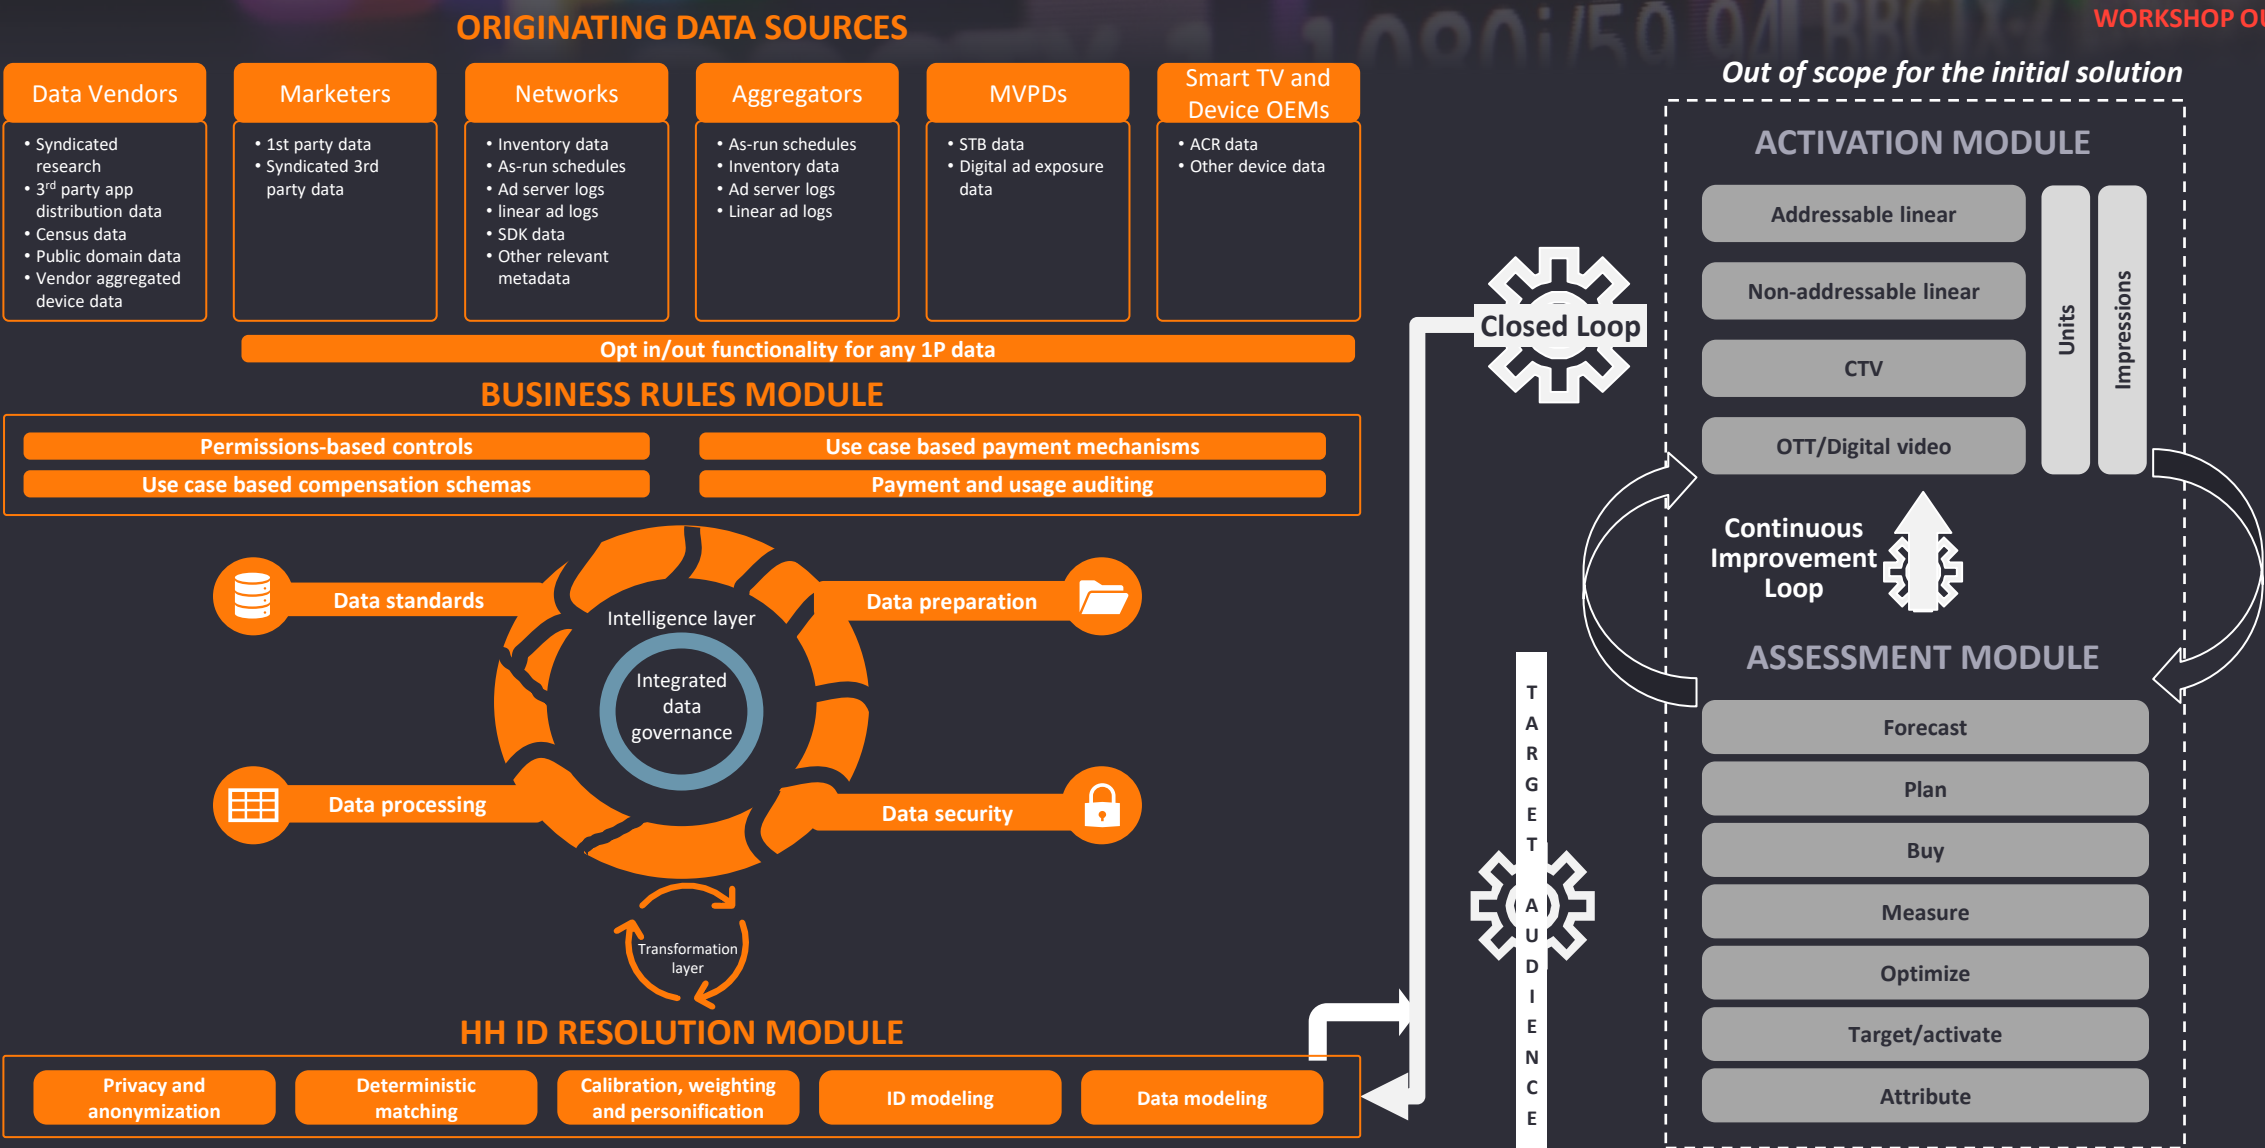 ORIGINATING DATA SOURCES
WORKSHOP OU
Data Vendors
• Syndicated
research
• 3rd party app
distribution data
• Census data
• Public domain data
• Vendor aggregated
device data
Marketers
• 1st party data
• Syndicated 3rd
party data
Networks
• Inventory data
• As-run schedules
• Ad server logs
• linear ad logs
• SDK data
• Other relevant
metadata
Aggregators
• As-run schedules
• Inventory data
• Ad server logs
• Linear ad logs
MVPDs
• STB data
• Digital ad exposure
data
Smart TV and
Device OEMs
• ACR data
• Other device data
Opt in/out functionality for any 1P data
BUSINESS RULES MODULE
Permissions-based controls
Use case based payment mechanisms
Use case based compensation schemas
Payment and usage auditing
Data standards
Data preparation
Intelligence layer
Integrated
data
governance
Data processing
Data security
Transformation
layer
HH ID RESOLUTION MODULE
Privacy and
anonymization
Deterministic
matching
Calibration, weighting
and personification
ID modeling
Data modeling
Closed Loop
TARGET AUDIENCE
Out of scope for the initial solution
ACTIVATION MODULE
Addressable linear
Non-addressable linear
CTV
OTT/Digital video
Units
Impressions
Continuous
Improvement
Loop
ASSESSMENT MODULE
Forecast
Plan
Buy
Measure
Optimize
Target/activate
Attribute